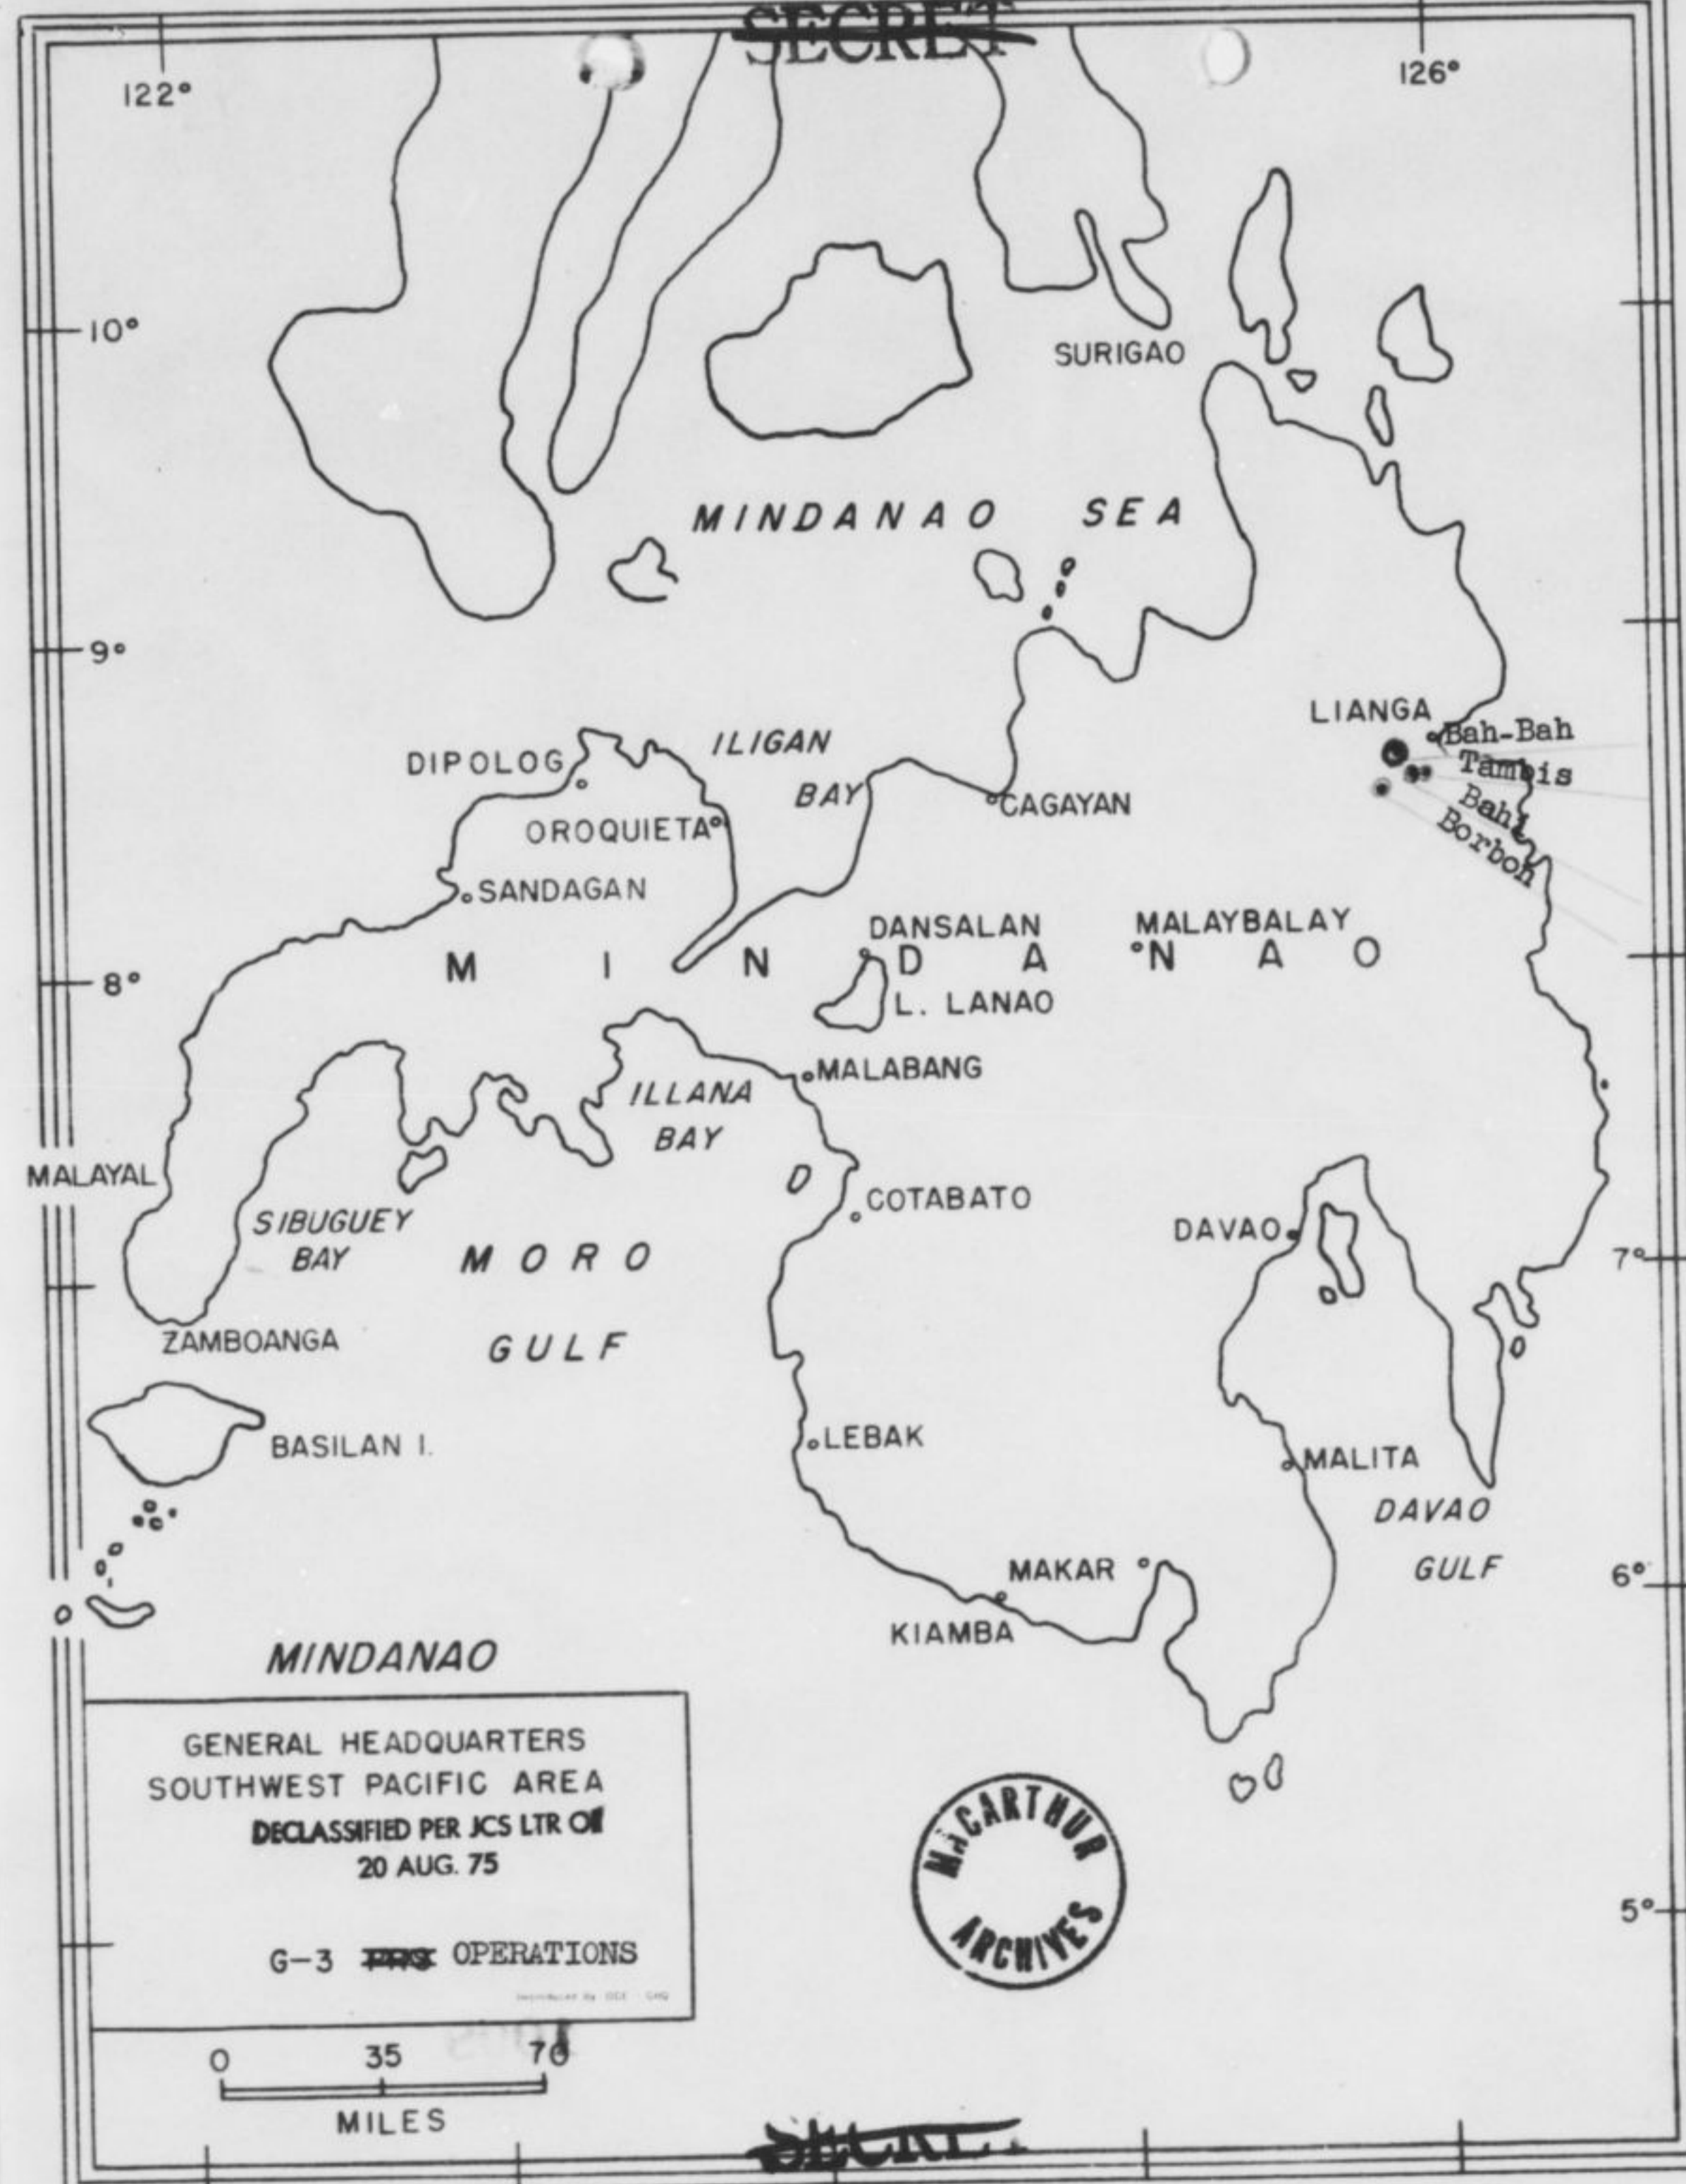 SECRET
122°
126°
10°
SURIGAO
MINDANAO SEA
9°
LIANGA
Bah-Bah
Tambis
Bahi
Borbon
ILIGAN
BAY
DIPOLOG
CAGAYAN
OROQUIETA
SANDAGAN
DANSALAN
MALAYBALAY
MINDANAO
8°
L. LANAO
MALABANG
ILLANA
BAY
MALAYAL
COTABATO
SIBUGUEY
BAY
DAVAO
MORO
GULF
7°
ZAMBOANGA
BASILAN I.
LEBAK
MALITA
DAVAO
GULF
MAKAR
6°
KIAMBA
MINDANAO
GENERAL HEADQUARTERS
SOUTHWEST PACIFIC AREA
DECLASSIFIED PER JCS LTR OF
20 AUG. 75
G-3 OPERATIONS
MACARTHUR
ARCHIVES
5°
0 35 70
MILES
SECRET